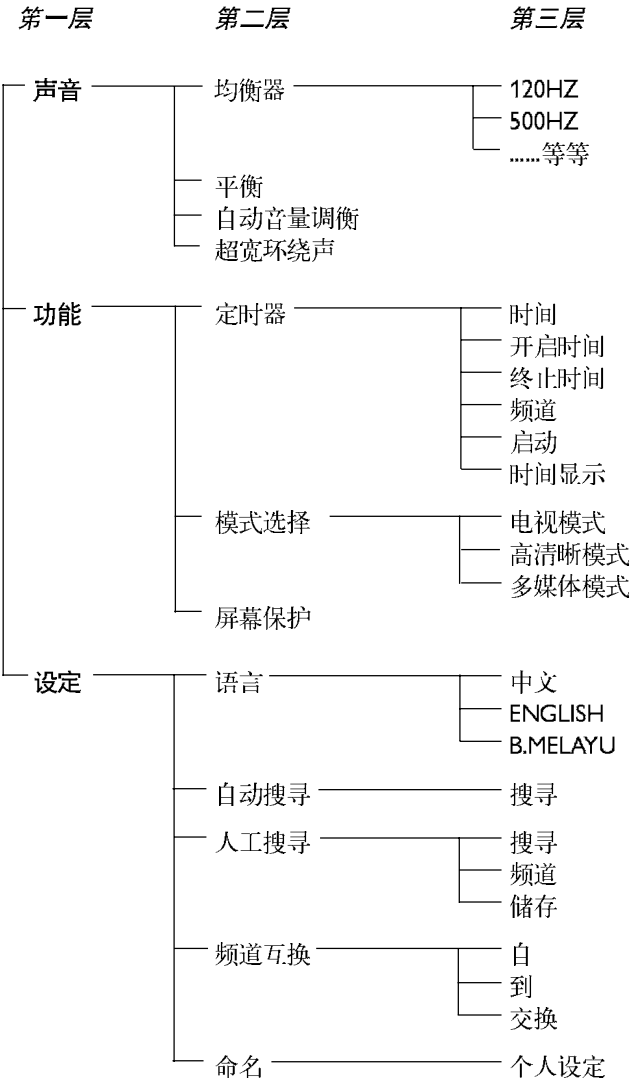 第一层 第二层 第三层
声音 均衡器 120HZ
500HZ
......等等
平衡
自动音量调衡
超宽环绕声
功能 定时器 时间
开启时间
终止时间
频道
启动
时间显示
模式选择 电视模式
高清晰模式
多媒体模式
屏幕保护
设定 语言 中文
ENGLISH
B.MELAYU
自动搜寻 搜寻
人工搜寻 搜寻
频道
储存
频道互换 自
到
交换
命名 个人设定